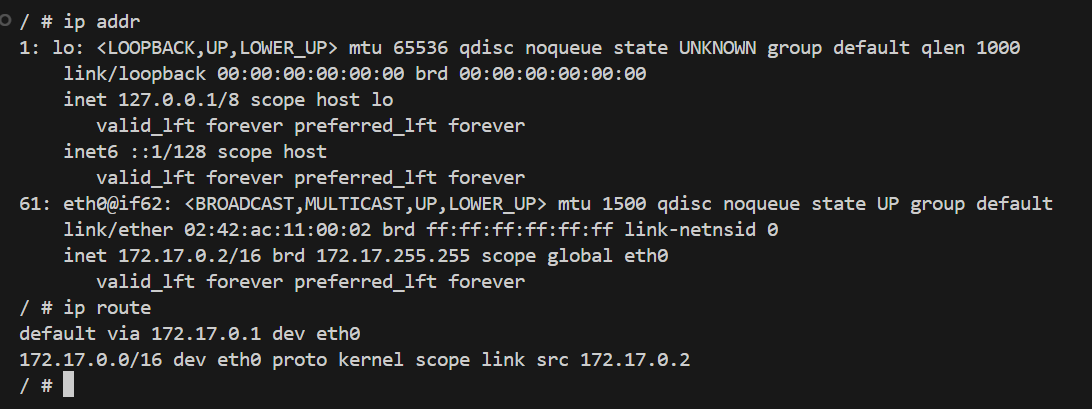 / # ip addr
1: lo: <LOOPBACK,UP,LOWER_UP> mtu 65536 qdisc noqueue state UNKNOWN group default qlen 1000
    link/loopback 00:00:00:00:00:00 brd 00:00:00:00:00:00
    inet 127.0.0.1/8 scope host lo
       valid_lft forever preferred_lft forever
    inet6 ::1/128 scope host
       valid_lft forever preferred_lft forever
61: eth0@if62: <BROADCAST,MULTICAST,UP,LOWER_UP> mtu 1500 qdisc noqueue state UP group default
    link/ether 02:42:ac:11:00:02 brd ff:ff:ff:ff:ff:ff link-netnsid 0
    inet 172.17.0.2/16 brd 172.17.255.255 scope global eth0
       valid_lft forever preferred_lft forever
/ # ip route
default via 172.17.0.1 dev eth0
172.17.0.0/16 dev eth0 proto kernel scope link src 172.17.0.2
/ #